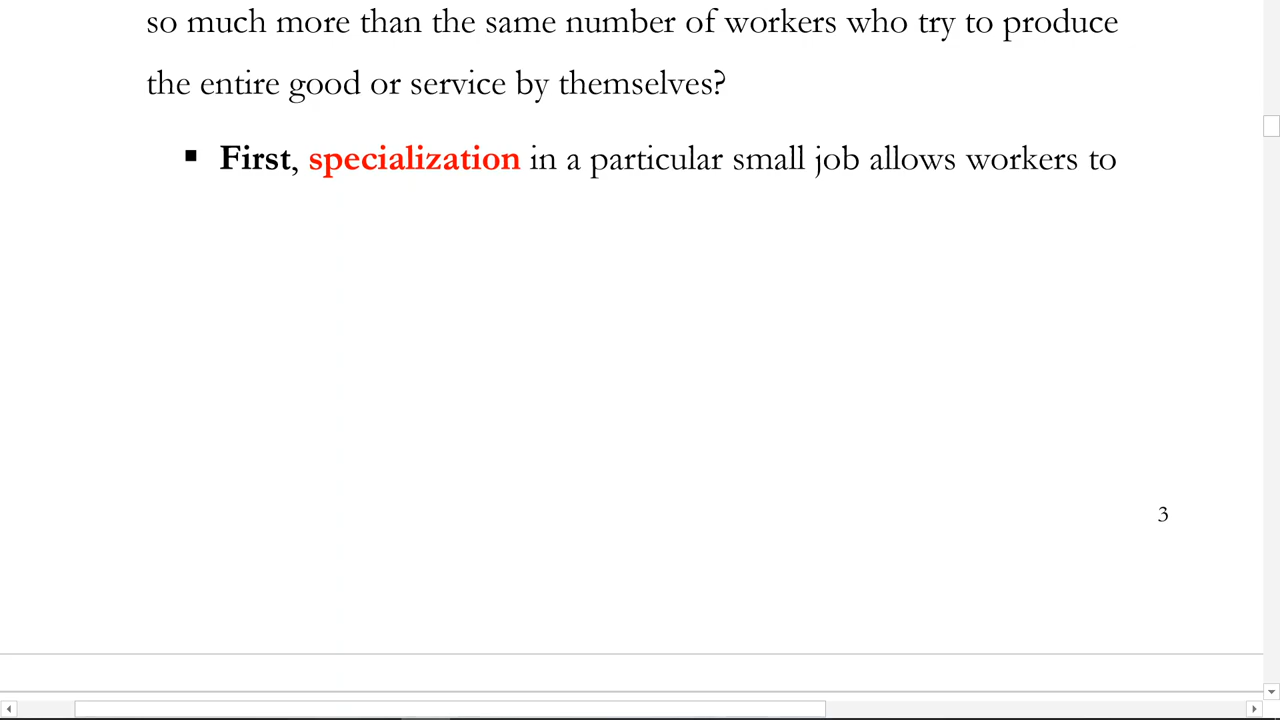 so much more than the same number of workers who try to produce
the entire good or service by themselves?
▪ First, specialization in a particular small job allows workers to
3